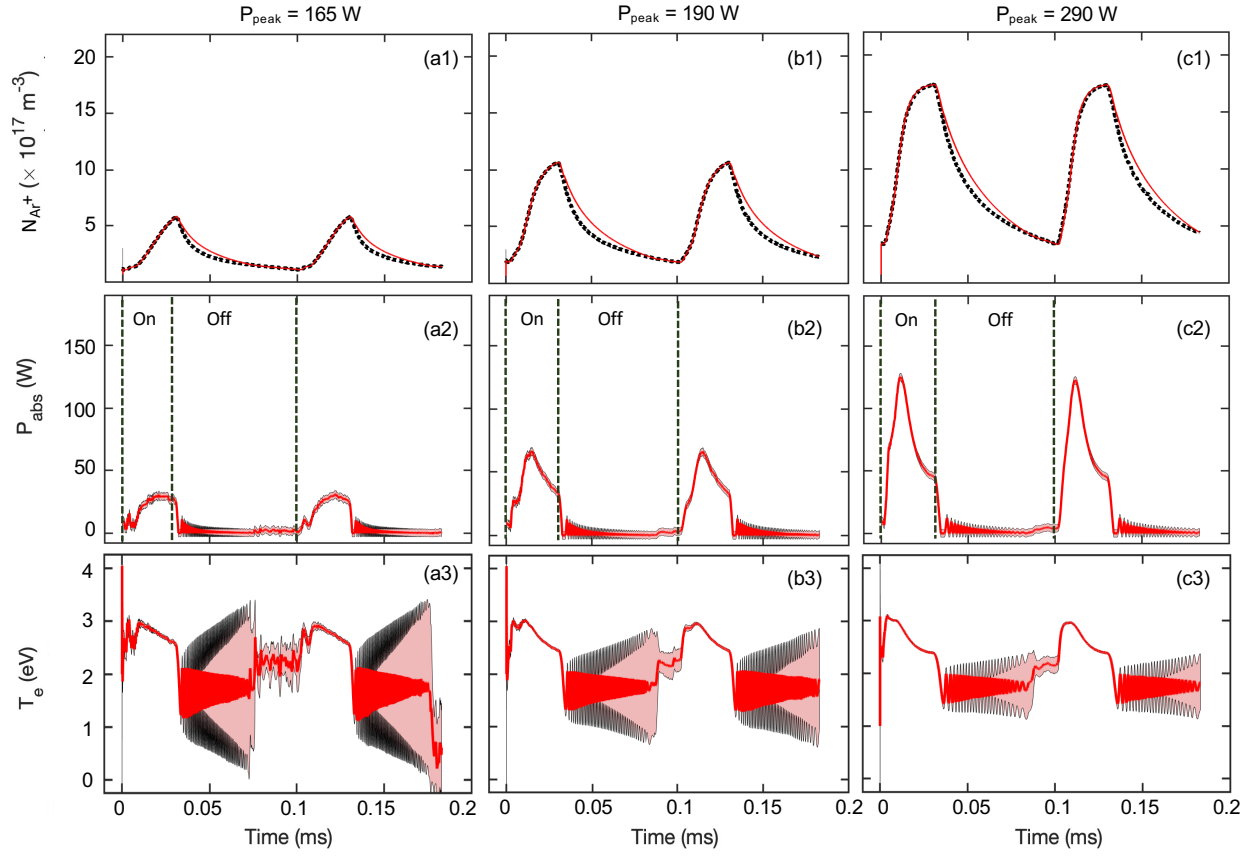 P_peak = 165 W
P_peak = 190 W
P_peak = 290 W
N_Ar+ (× 10^17 m^-3)
20
15
10
5
(a1)
(b1)
(c1)
P_abs (W)
150
100
50
0
On
Off
(a2)
On
Off
(b2)
On
Off
(c2)
T_e (eV)
4
3
2
1
0
(a3)
(b3)
(c3)
0
0.05
0.1
0.15
0.2
0
0.05
0.1
0.15
0.2
0
0.05
0.1
0.15
0.2
Time (ms)
Time (ms)
Time (ms)